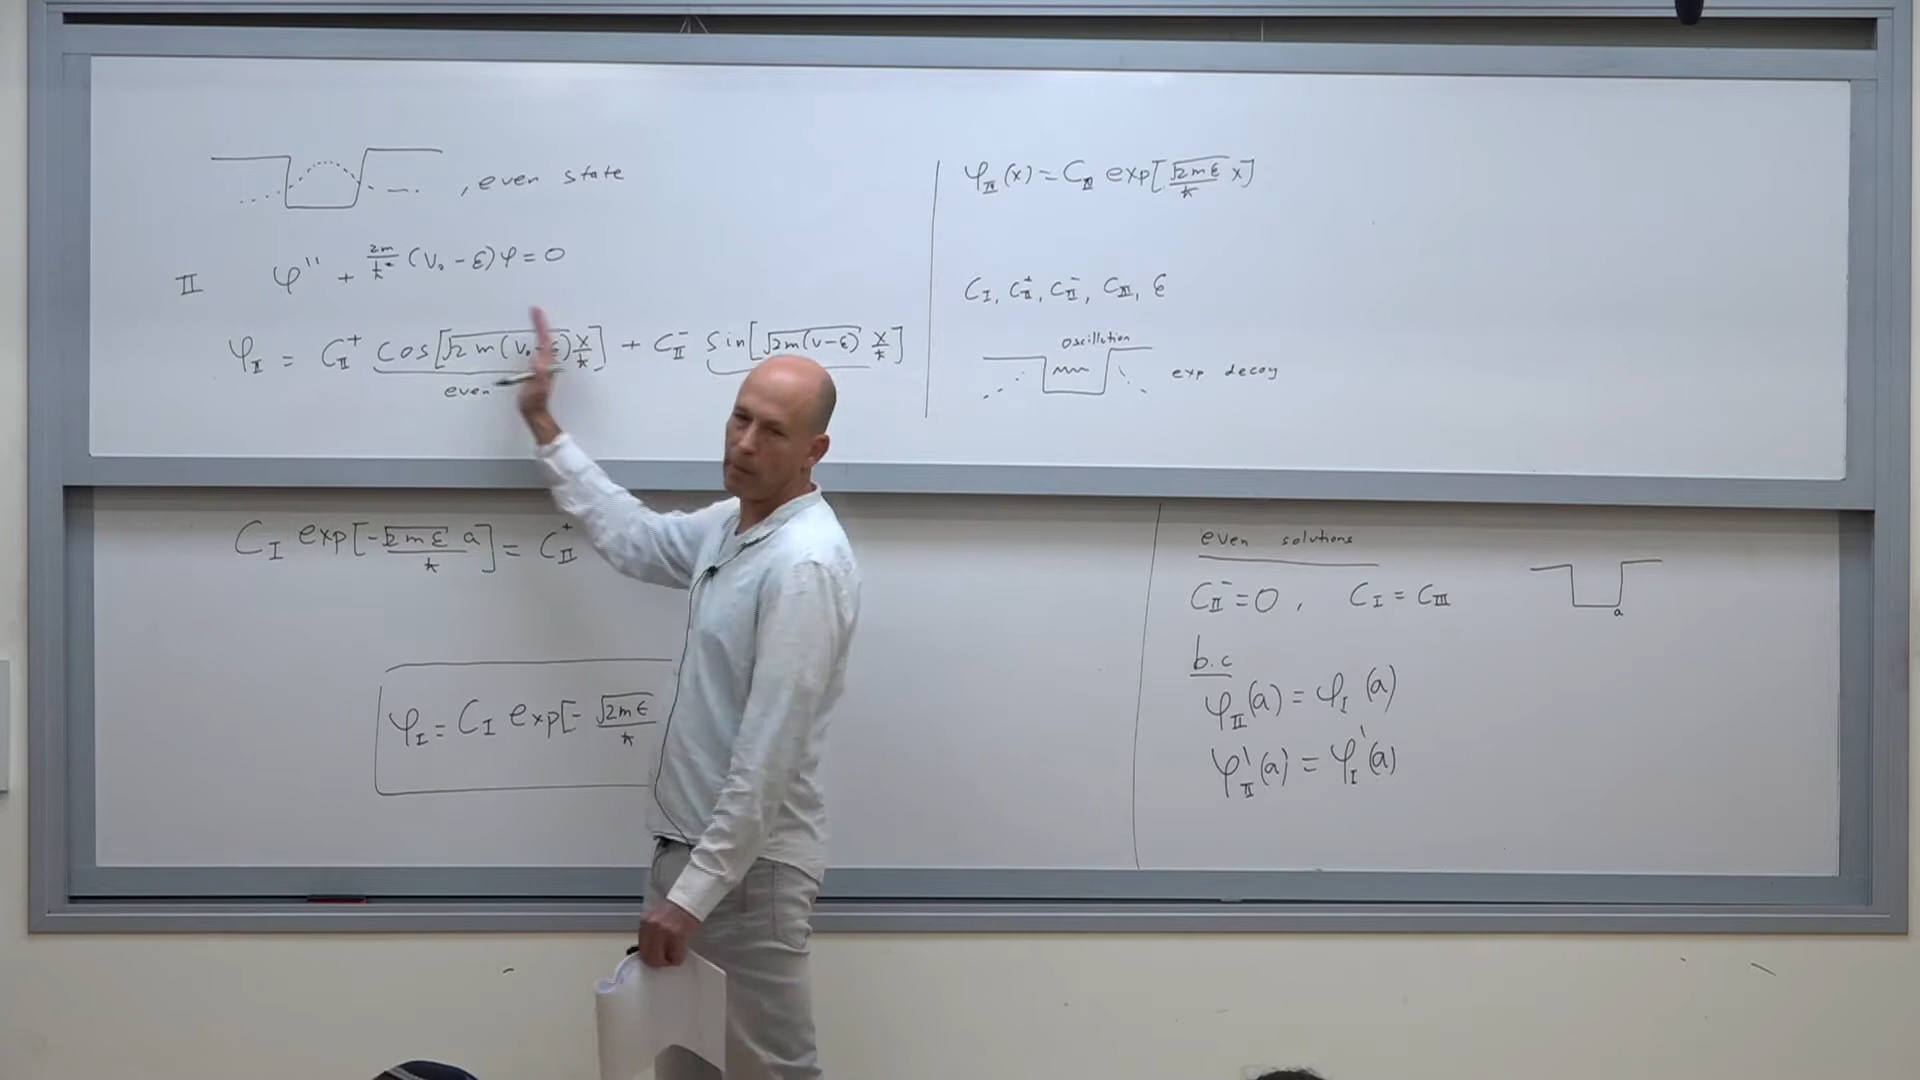 , even state
II φ'' + 2m/ħ² (V₀ - ε)φ = 0
φ_II = C_II⁺ cos[√2m(V₀-ε) x/ħ] + C_II⁻ sin[√2m(v-ε) x/ħ]
even
φ_III(x) = C_III exp[√2mε/ħ x]
C_I, C_II⁺, C_II⁻, C_III, ε
oscillution
exp decay
C_I exp[-√2mε a/ħ] = C_II⁺
φ_I = C_I exp[- √2mε/ħ
even solutions
C_II⁻ = 0 , C_I = C_III
a
b.c
φ_II(a) = φ_I(a)
φ'_II(a) = φ'_I(a)